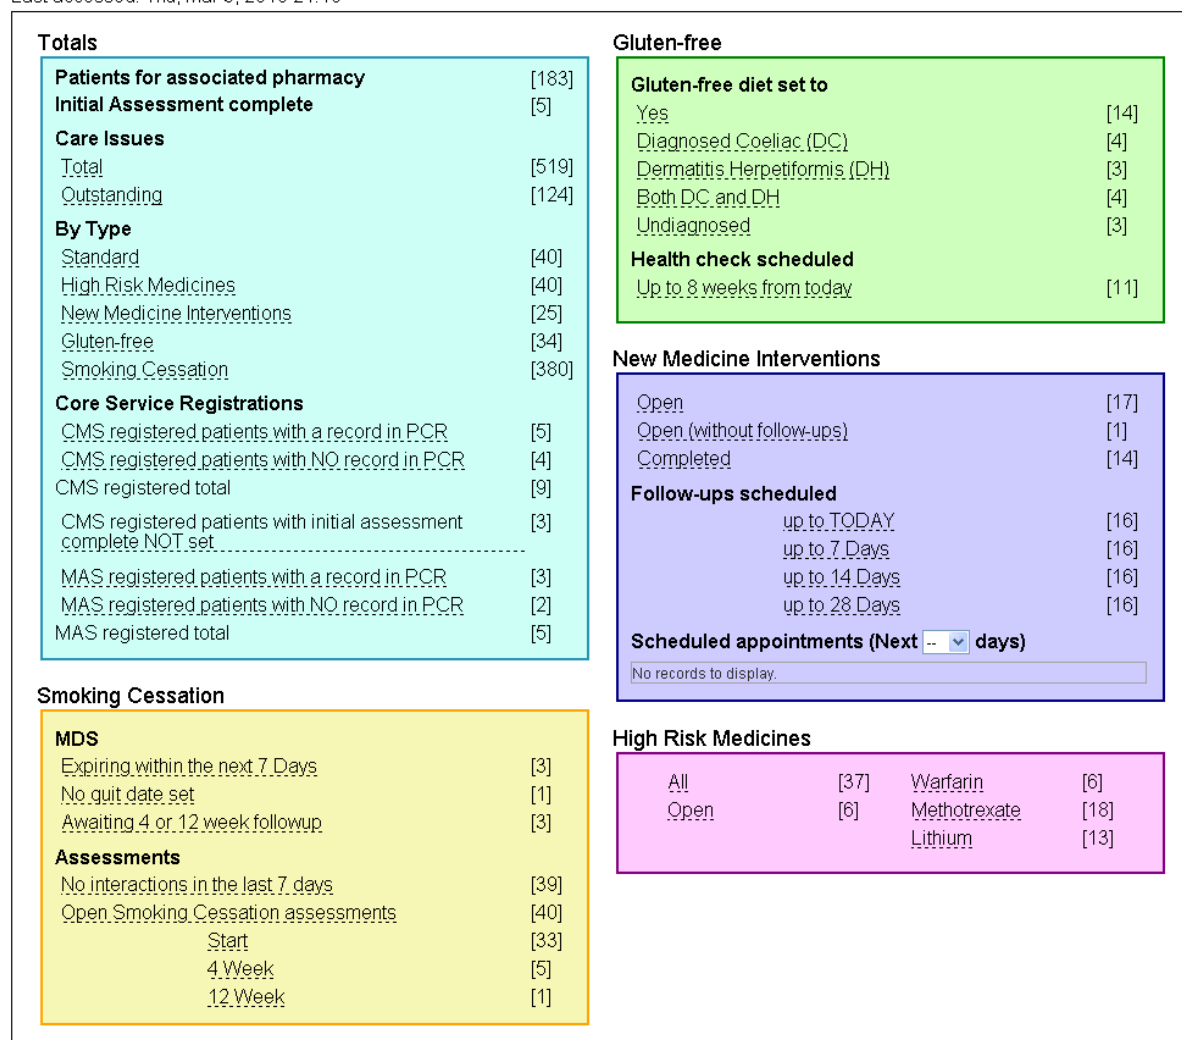 Totals
Patients for associated pharmacy [183]
Initial Assessment complete [5]
Care Issues
Total [519]
Outstanding [124]
By Type
Standard [40]
High Risk Medicines [40]
New Medicine Interventions [25]
Gluten-free [34]
Smoking Cessation [380]
Core Service Registrations
CMS registered patients with a record in PCR [5]
CMS registered patients with NO record in PCR [4]
CMS registered total [9]
CMS registered patients with initial assessment [3]
complete NOT set
MAS registered patients with a record in PCR [3]
MAS registered patients with NO record in PCR [2]
MAS registered total [5]
Smoking Cessation
MDS
Expiring within the next 7 Days [3]
No quit date set [1]
Awaiting 4 or 12 week followup [3]
Assessments
No interactions in the last 7 days [39]
Open Smoking Cessation assessments [40]
Start [33]
4 Week [5]
12 Week [1]
Gluten-free
Gluten-free diet set to
Yes [14]
Diagnosed Coeliac (DC) [4]
Dermatitis Herpetiformis (DH) [3]
Both DC and DH [4]
Undiagnosed [3]
Health check scheduled
Up to 8 weeks from today [11]
New Medicine Interventions
Open [17]
Open (without follow-ups) [1]
Completed [14]
Follow-ups scheduled
up to TODAY [16]
up to 7 Days [16]
up to 14 Days [16]
up to 28 Days [16]
Scheduled appointments (Next -- days)
No records to display.
High Risk Medicines
All [37] Warfarin [6]
Open [6] Methotrexate [18]
Lithium [13]